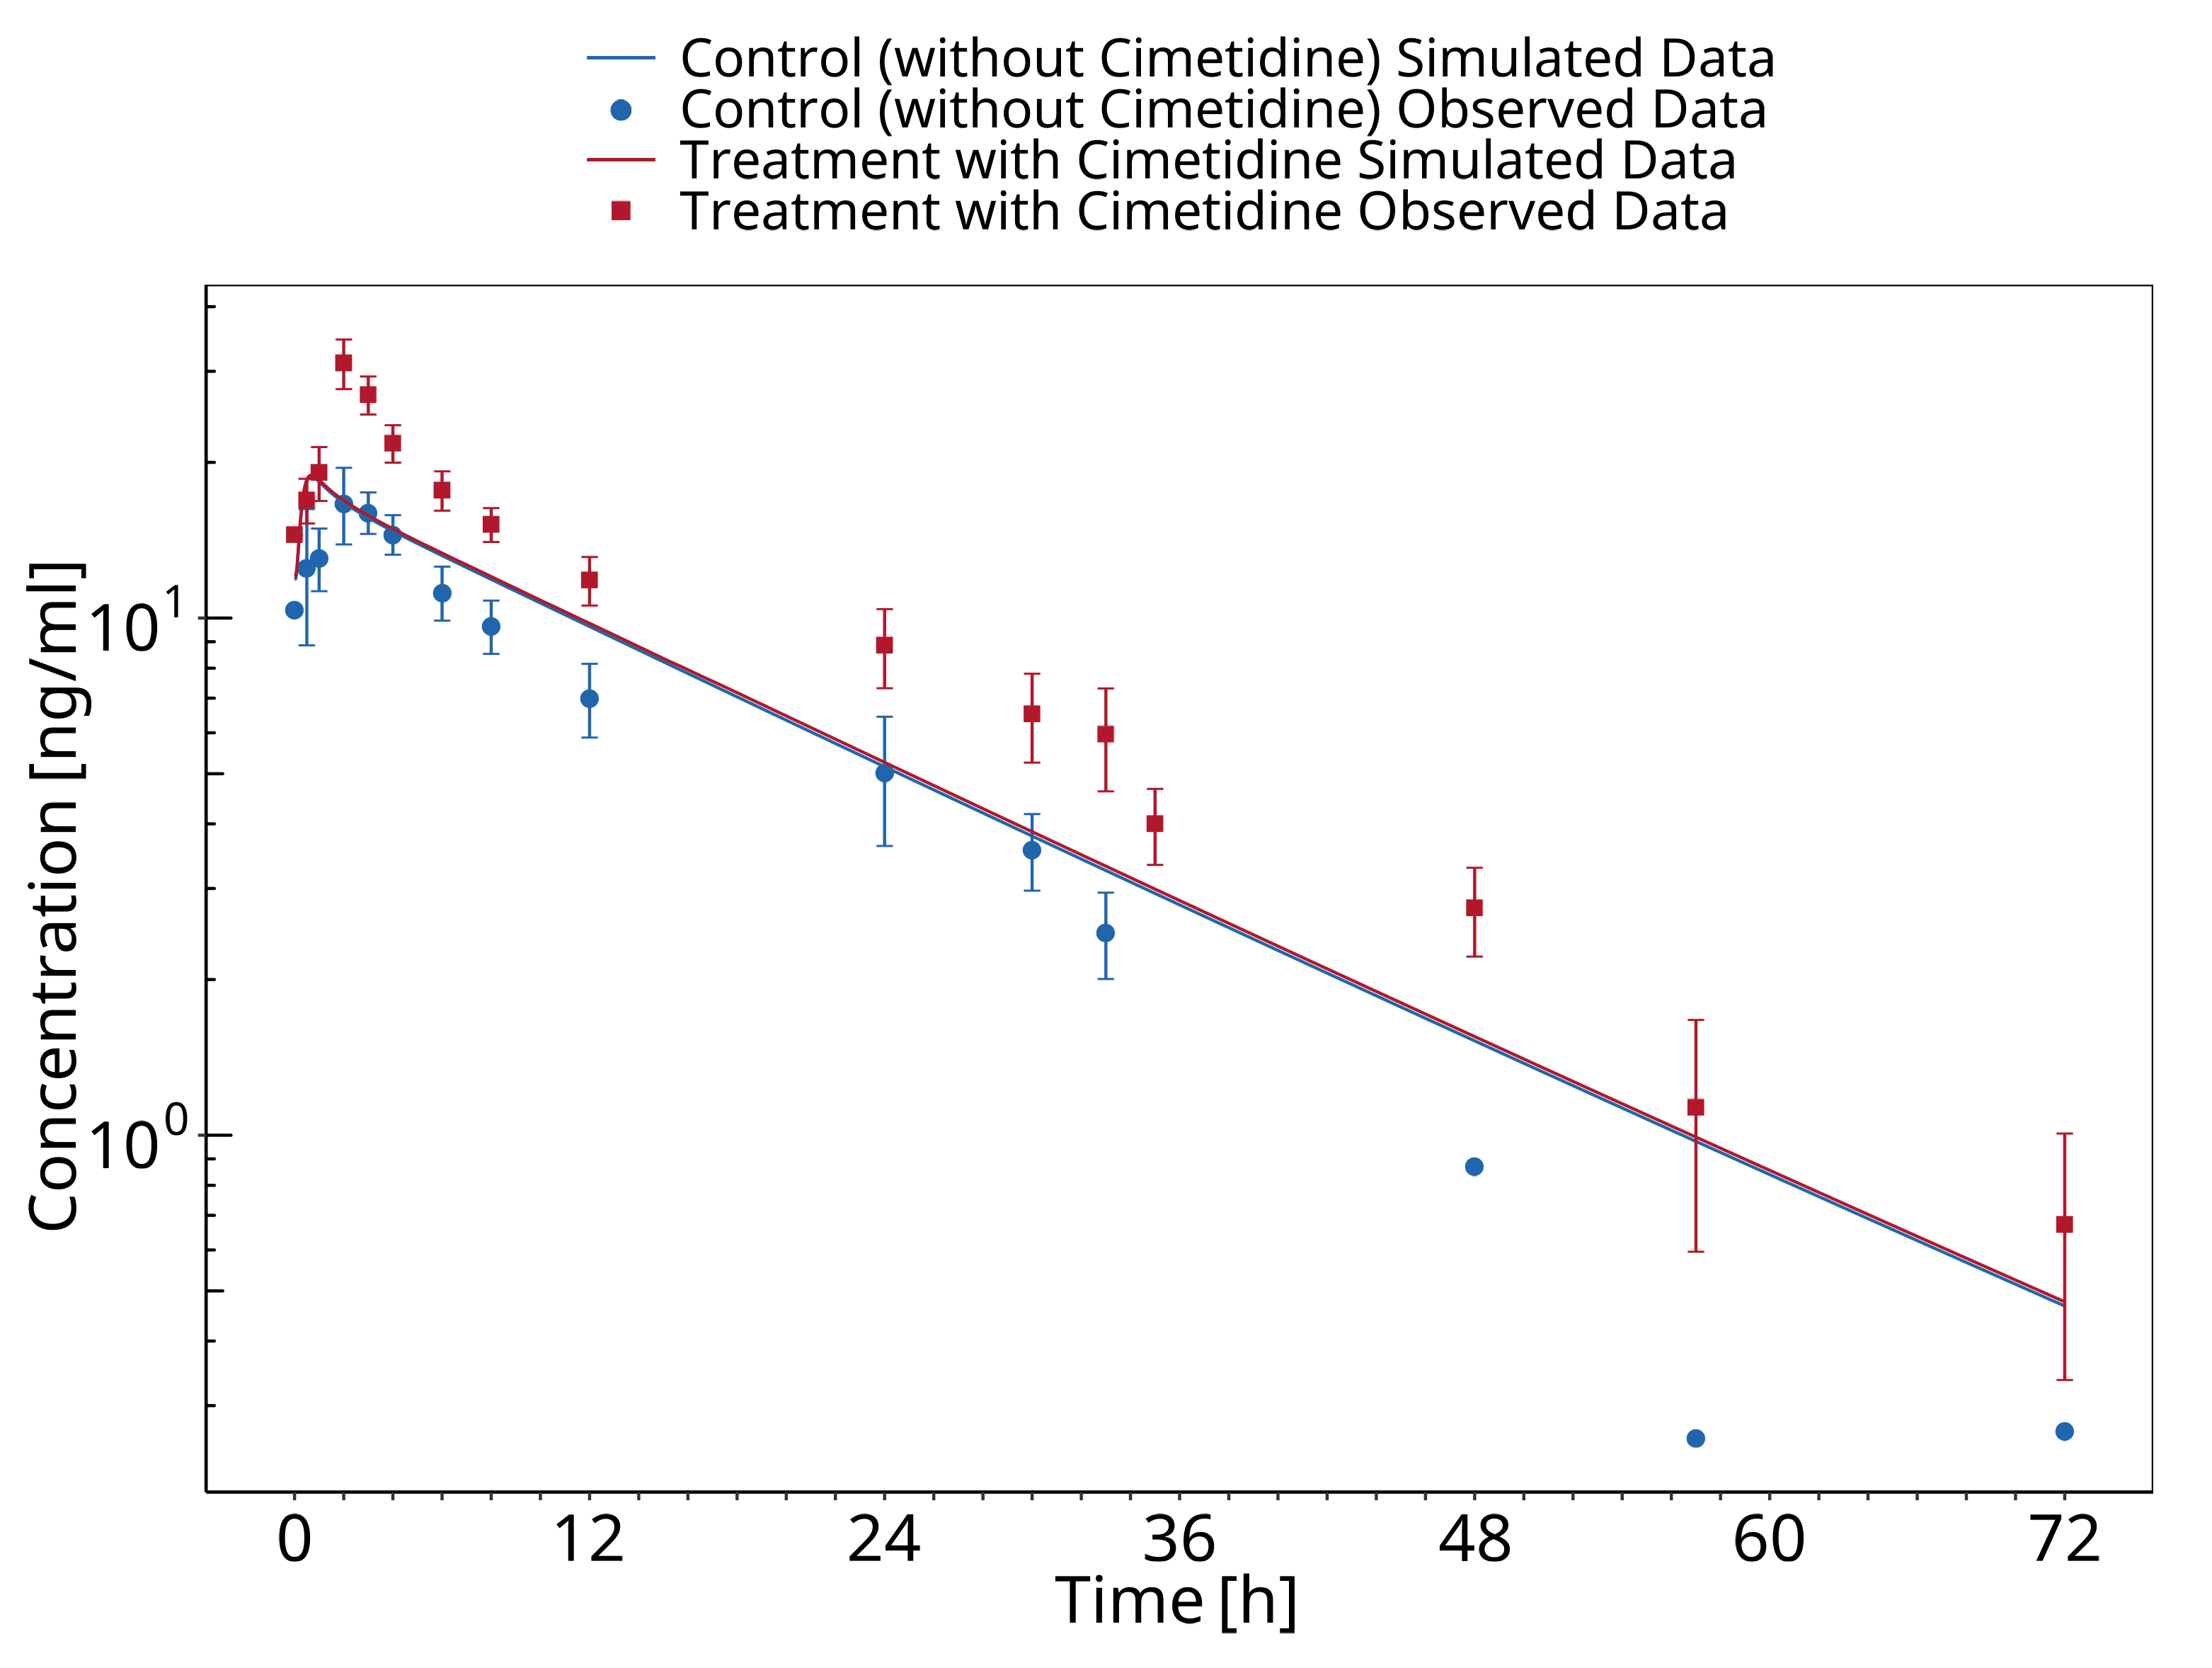 Control (without Cimetidine) Simulated Data
Control (without Cimetidine) Observed Data
Treatment with Cimetidine Simulated Data
Treatment with Cimetidine Observed Data
Concentration [ng/ml]
10¹
10⁰
0 12 24 36 48 60 72
Time [h]